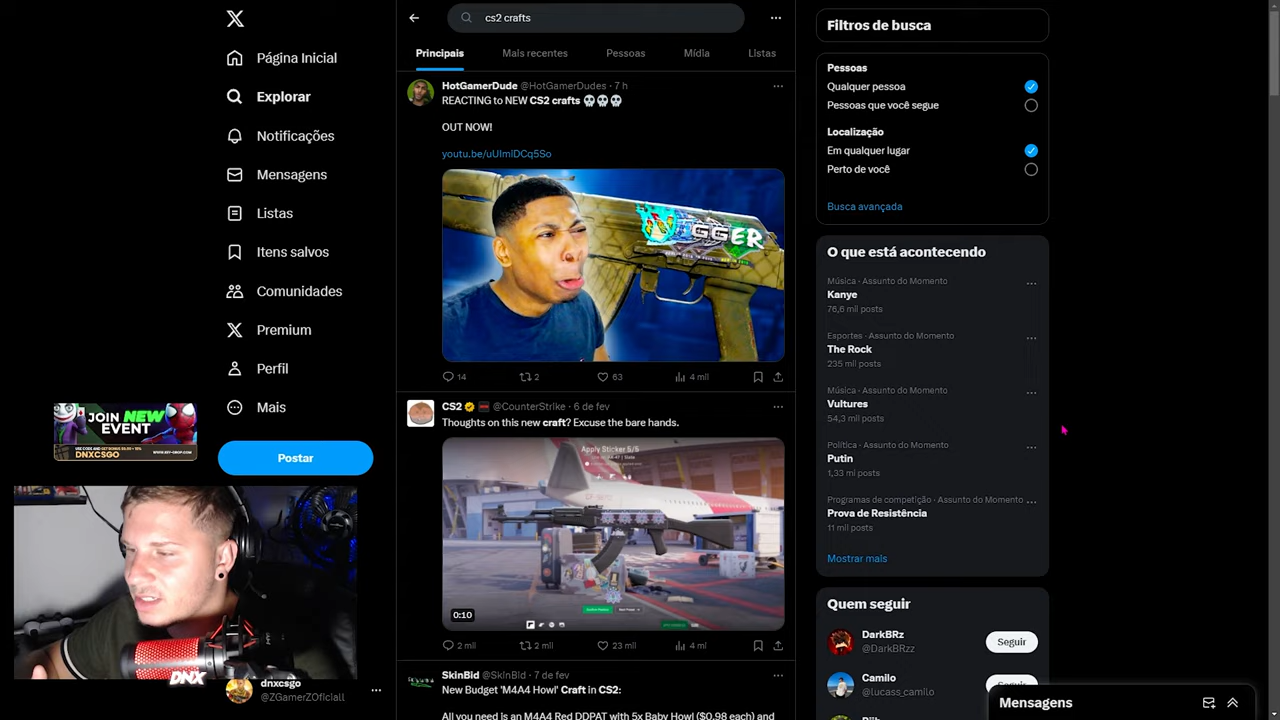 X
Página Inicial
Explorar
Notificações
Mensagens
Listas
Itens salvos
Comunidades
Premium
Perfil
Mais
Postar
JOIN NEW
EVENT
DNXCSGO
WWW.KEY-DROP.COM
DNX
dnxcsgo
@ZGamerZOficiall
cs2 crafts
Principais
Mais recentes
Pessoas
Mídia
Listas
HotGamerDude @HotGamerDudes · 7 h
REACTING to NEW CS2 crafts 💀💀💀
OUT NOW!
youtu.be/uUImlDCq5So
GGER
14
2
63
4 mil
CS2 @CounterStrike · 6 de fev
Thoughts on this new craft? Excuse the bare hands.
Apply Sticker 5/5
0:10
2 mil
2 mil
23 mil
4 mi
SkinBid @SkinBid · 7 de fev
New Budget 'M4A4 Howl' Craft in CS2:
All you need is an M4A4 Red DDPAT with 5x Baby Howl ($0.98 each) and
Filtros de busca
Pessoas
Qualquer pessoa
Pessoas que você segue
Localização
Em qualquer lugar
Perto de você
Busca avançada
O que está acontecendo
Música · Assunto do Momento
Kanye
76,6 mil posts
Esportes · Assunto do Momento
The Rock
235 mil posts
Música · Assunto do Momento
Vultures
54,3 mil posts
Política · Assunto do Momento
Putin
1,33 mi posts
Programas de competição · Assunto do Momento
Prova de Resistência
11 mil posts
Mostrar mais
Quem seguir
DarkBRz
@DarkBRzz
Seguir
Camilo
@lucass_camilo
Mensagens